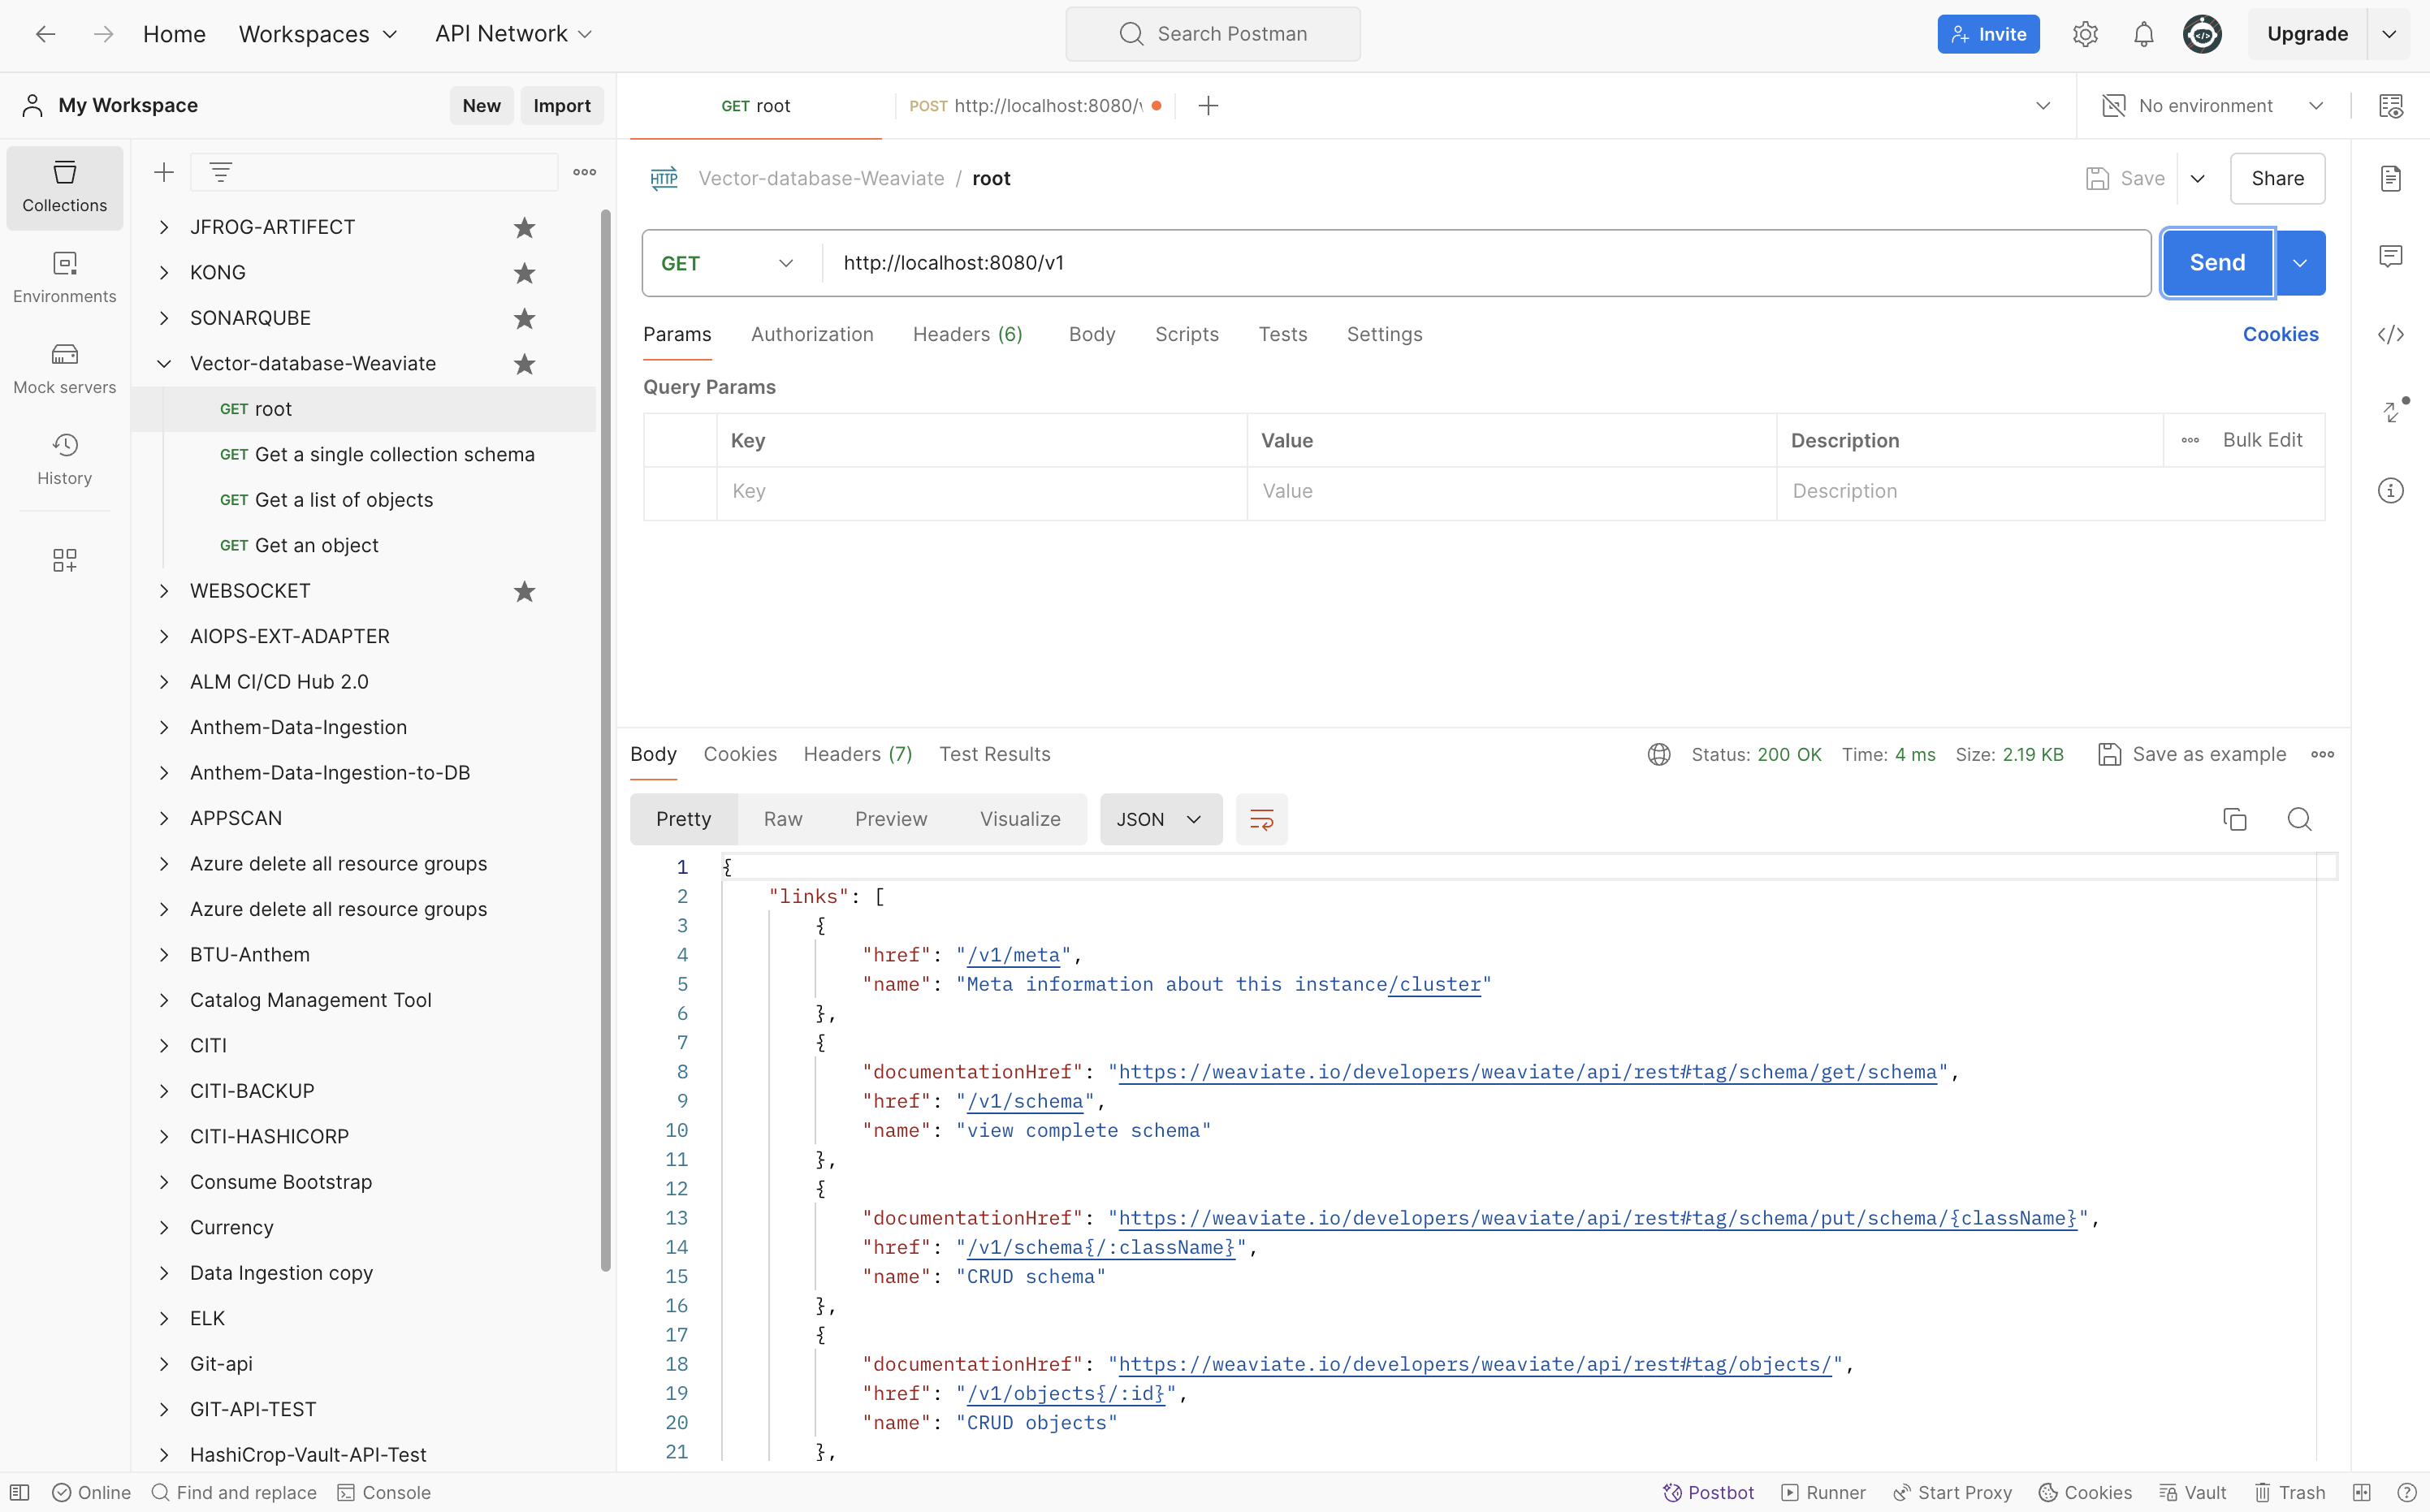 Home Workspaces API Network Search Postman Invite Upgrade
My Workspace New Import GET root POST http://localhost:8080/ No environment
Collections
Environments
Mock servers
History
JFROG-ARTIFECT
KONG
SONARQUBE
Vector-database-Weaviate
GET root
GET Get a single collection schema
GET Get a list of objects
GET Get an object
WEBSOCKET
AIOPS-EXT-ADAPTER
ALM CI/CD Hub 2.0
Anthem-Data-Ingestion
Anthem-Data-Ingestion-to-DB
APPSCAN
Azure delete all resource groups
Azure delete all resource groups
BTU-Anthem
Catalog Management Tool
CITI
CITI-BACKUP
CITI-HASHICORP
Consume Bootstrap
Currency
Data Ingestion copy
ELK
Git-api
GIT-API-TEST
HashiCrop-Vault-API-Test
HTTP Vector-database-Weaviate / root Save Share
GET http://localhost:8080/v1 Send
Params Authorization Headers (6) Body Scripts Tests Settings Cookies
Query Params
Key Value Description Bulk Edit
Key Value Description
Body Cookies Headers (7) Test Results Status: 200 OK Time: 4 ms Size: 2.19 KB Save as example
Pretty Raw Preview Visualize JSON
1 {
2 "links": [
3 {
4 "href": "/v1/meta",
5 "name": "Meta information about this instance/cluster"
6 },
7 {
8 "documentationHref": "https://weaviate.io/developers/weaviate/api/rest#tag/schema/get/schema",
9 "href": "/v1/schema",
10 "name": "view complete schema"
11 },
12 {
13 "documentationHref": "https://weaviate.io/developers/weaviate/api/rest#tag/schema/put/schema/{className}",
14 "href": "/v1/schema{/:className}",
15 "name": "CRUD schema"
16 },
17 {
18 "documentationHref": "https://weaviate.io/developers/weaviate/api/rest#tag/objects/",
19 "href": "/v1/objects{/:id}",
20 "name": "CRUD objects"
21 },
Online Find and replace Console Postbot Runner Start Proxy Cookies Vault Trash